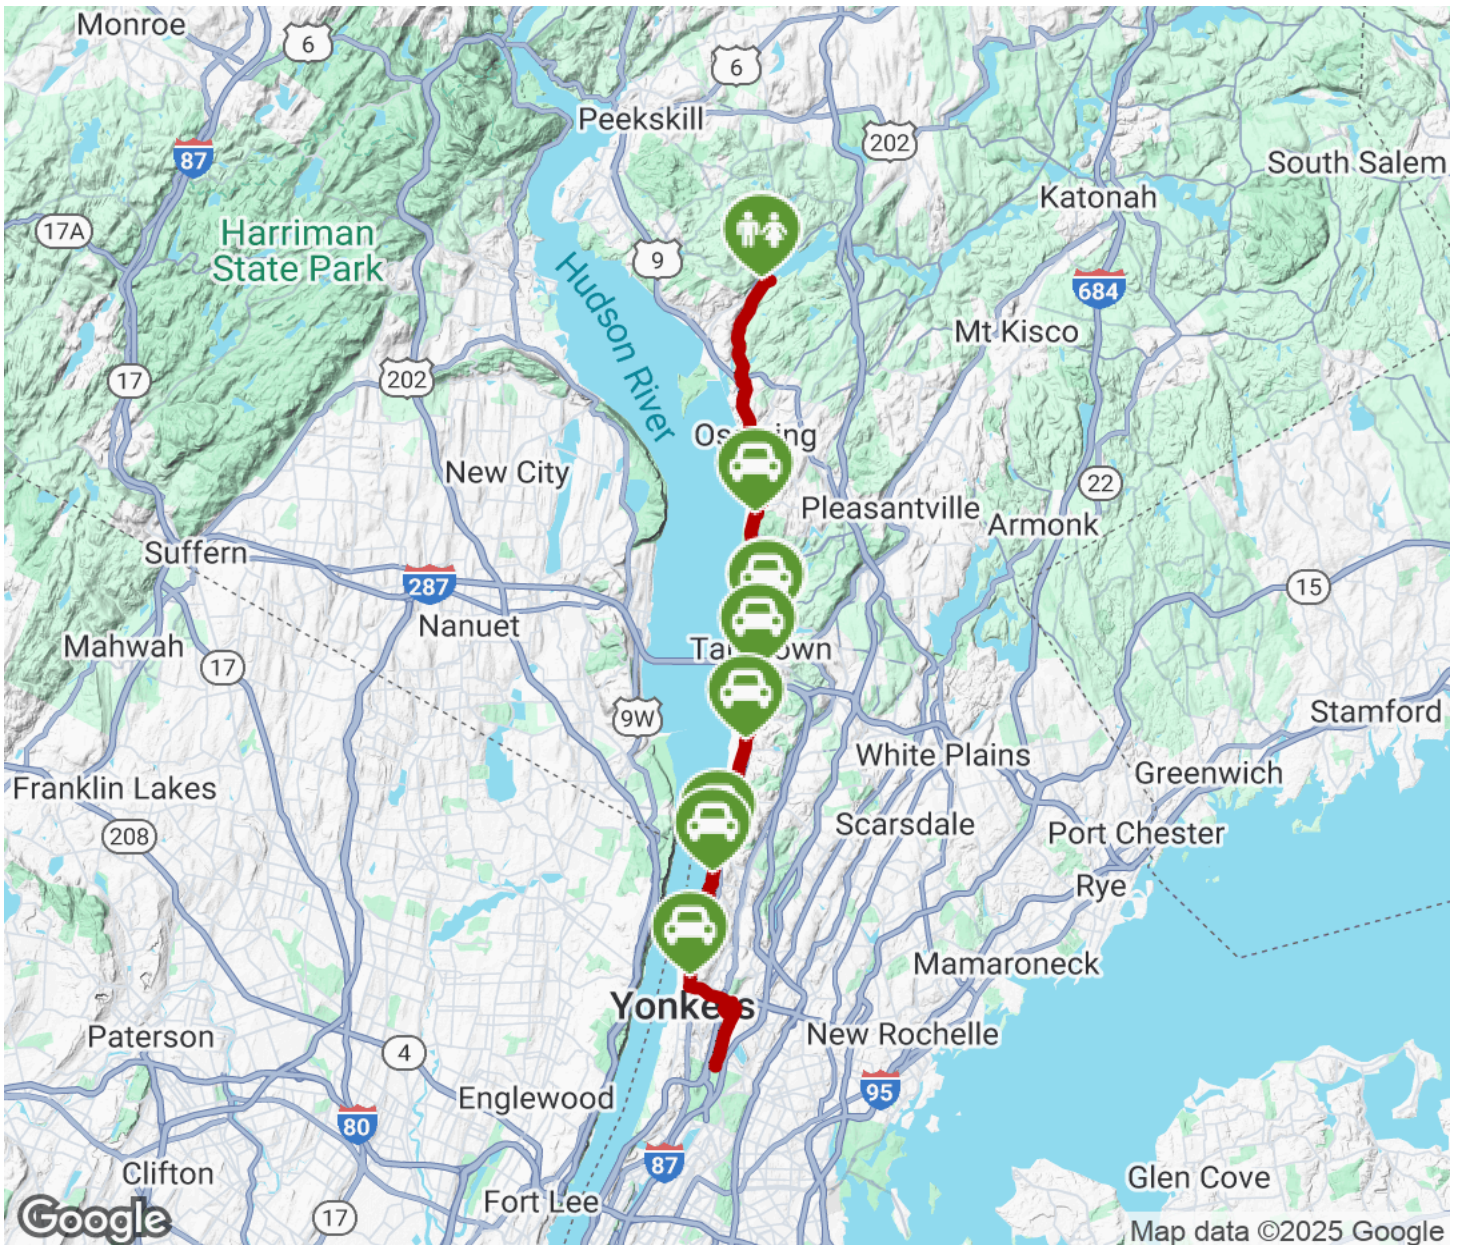 Monroe
6
6
Peekskill
202
87
South Salem
Katonah
17A
Harriman
State Park
9
684
Hudson River
Mt Kisco
17
202
New City
22
Pleasantville
Armonk
Suffern
287
15
Nanuet
Mahwah
17
9W
Stamford
White Plains
Greenwich
Franklin Lakes
208
Scarsdale
Port Chester
Rye
Mamaroneck
Paterson
4
New Rochelle
Englewood
95
80
87
Clifton
Glen Cove
Fort Lee
17
Google
Map data ©2025 Google